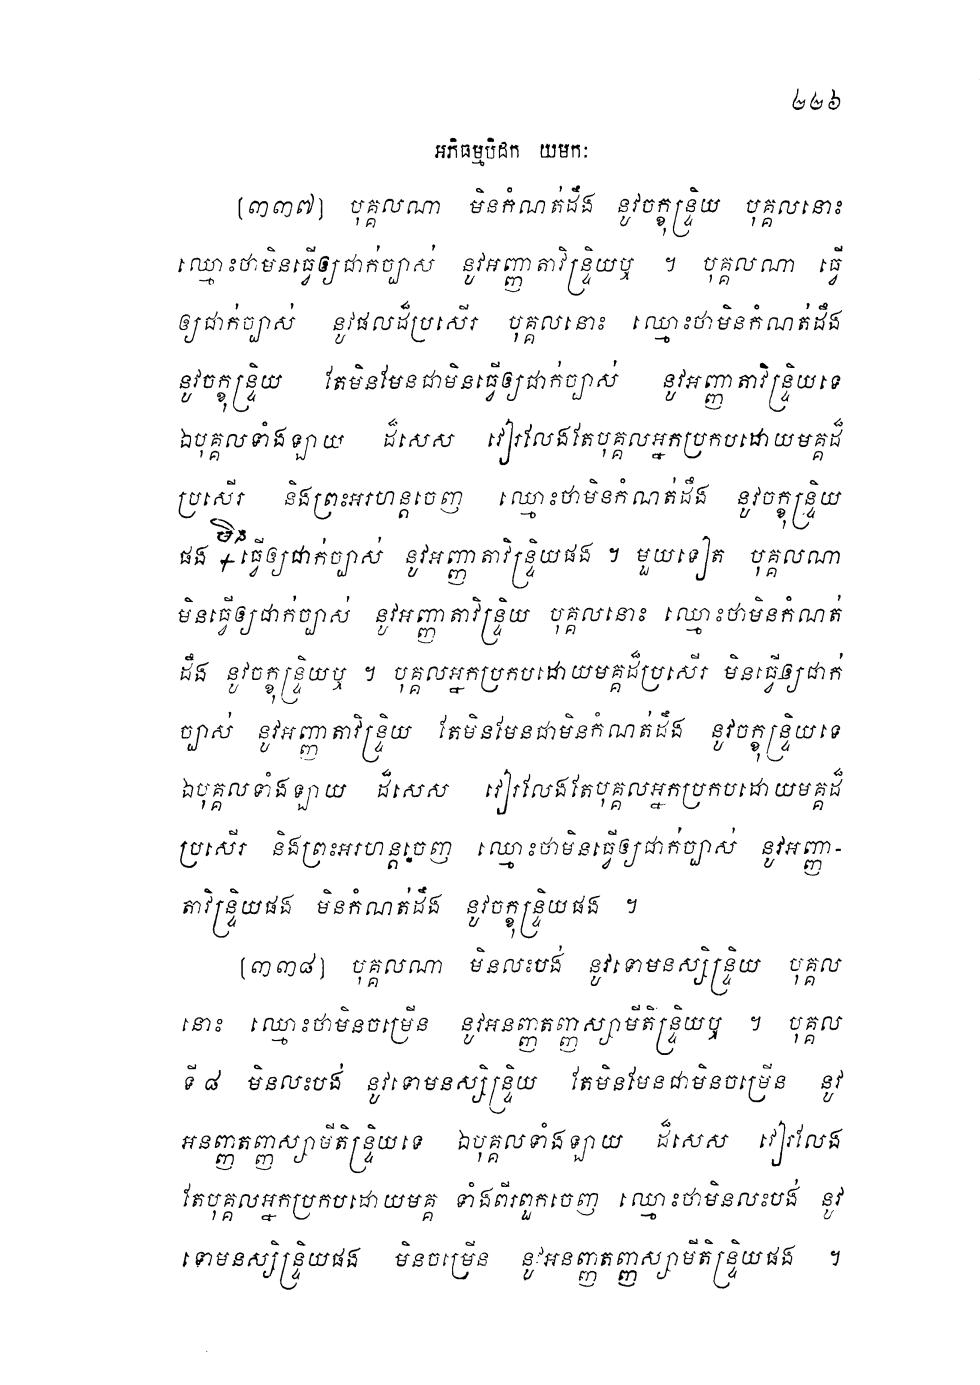 ២២៦
អភិធម្មបិដក យមកៈ
(៣៣៧) បុគ្គលណា មិនកំណត់ដឹង នូវចក្ខុន្ទ្រិយ បុគ្គលនោះ
ឈ្មោះថាមិនធ្វើឲ្យជាក់ច្បាស់ នូវអញ្ញាតាវិន្ទ្រិយឬ ។ បុគ្គលណា ធ្វើ
ឲ្យជាក់ច្បាស់ នូវផលដ៏ប្រសើរ បុគ្គលនោះ ឈ្មោះថាមិនកំណត់ដឹង
នូវចក្ខុន្ទ្រិយ តែមិនមែនជាមិនធ្វើឲ្យជាក់ច្បាស់ នូវអញ្ញាតាវិន្ទ្រិយទេ
ឯបុគ្គលទាំងឡាយ ដ៏សេស វៀរលែងតែបុគ្គលអ្នកប្រកបដោយមគ្គដ៏
ប្រសើរ និងព្រះអរហន្តចេញ ឈ្មោះថាមិនកំណត់ដឹង នូវចក្ខុន្ទ្រិយ
ផង មិន ធ្វើឲ្យជាក់ច្បាស់ នូវអញ្ញាតាវិន្ទ្រិយផង ។ មួយទៀត បុគ្គលណា
មិនធ្វើឲ្យជាក់ច្បាស់ នូវអញ្ញាតាវិន្ទ្រិយ បុគ្គលនោះ ឈ្មោះថាមិនកំណត់
ដឹង នូវចក្ខុន្ទ្រិយឬ ។ បុគ្គលអ្នកប្រកបដោយមគ្គដ៏ប្រសើរ មិនធ្វើឲ្យជាក់
ច្បាស់ នូវអញ្ញាតាវិន្ទ្រិយ តែមិនមែនជាមិនកំណត់ដឹង នូវចក្ខុន្ទ្រិយទេ
ឯបុគ្គលទាំងឡាយ ដ៏សេស វៀរលែងតែបុគ្គលអ្នកប្រកបដោយមគ្គដ៏
ប្រសើរ និងព្រះអរហន្តចេញ ឈ្មោះថាមិនធ្វើឲ្យជាក់ច្បាស់ នូវអញ្ញា-
តាវិន្ទ្រិយផង មិនកំណត់ដឹង នូវចក្ខុន្ទ្រិយផង ។
(៣៣៨) បុគ្គលណា មិនលះបង់ នូវទោមនស្សិន្ទ្រិយ បុគ្គល
នោះ ឈ្មោះថាមិនចម្រើន នូវអនញ្ញតញ្ញស្សាមីតិន្ទ្រិយឬ ។ បុគ្គល
ទី ៨ មិនលះបង់ នូវទោមនស្សិន្ទ្រិយ តែមិនមែនជាមិនចម្រើន នូវ
អនញ្ញតញ្ញស្សាមីតិន្ទ្រិយទេ ឯបុគ្គលទាំងឡាយ ដ៏សេស វៀរលែង
តែបុគ្គលអ្នកប្រកបដោយមគ្គ ទាំងពីរពួកចេញ ឈ្មោះថាមិនលះបង់ នូវ
ទោមនស្សិន្ទ្រិយផង មិនចម្រើន នូវអនញ្ញតញ្ញស្សាមីតិន្ទ្រិយផង ។